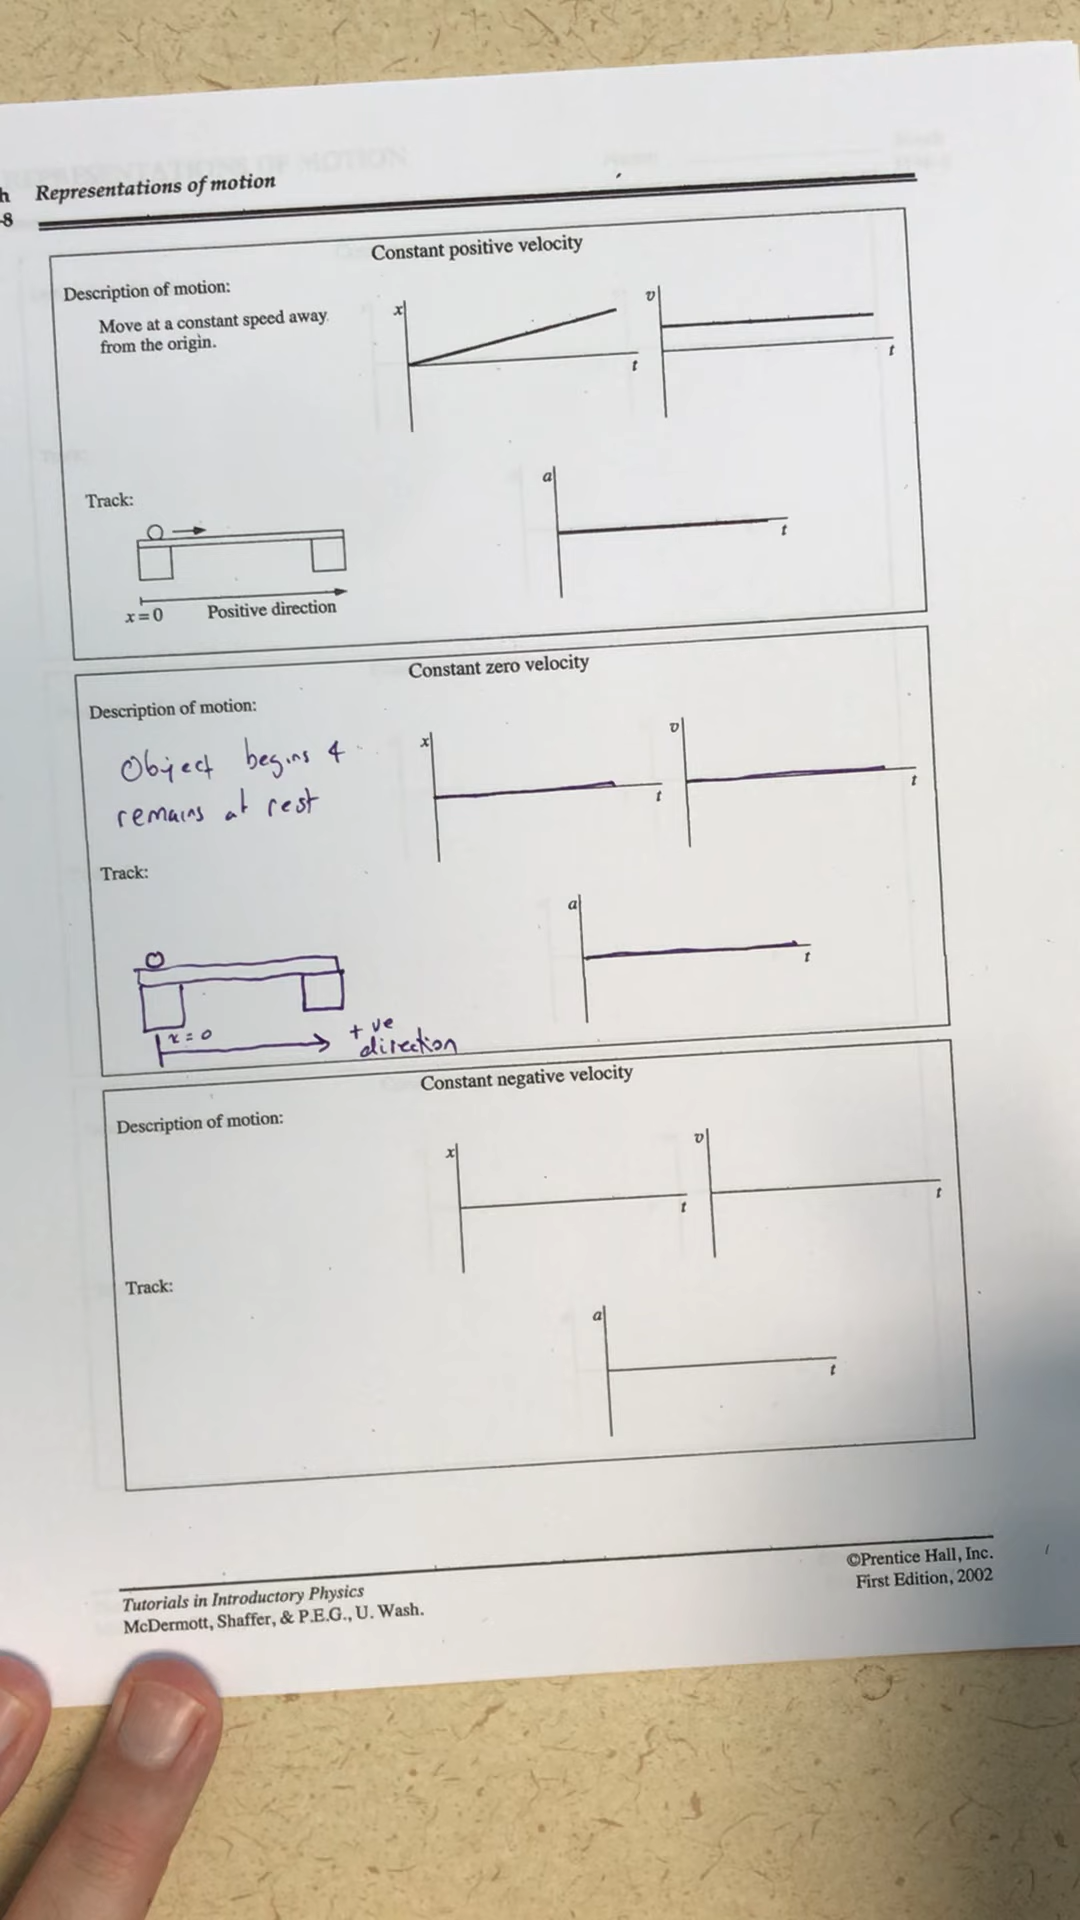 h Representations of motion
-8
Constant positive velocity
Description of motion:
Move at a constant speed away
from the origin.
x
t
v
t
Track:
a
t
x = 0 Positive direction
Constant zero velocity
Description of motion:
Object begins &
remains at rest
x
t
v
t
Track:
a
t
x = 0
+ ve
direction
Constant negative velocity
Description of motion:
x
t
v
t
Track:
a
t
Tutorials in Introductory Physics
McDermott, Shaffer, & P.E.G., U. Wash.
©Prentice Hall, Inc.
First Edition, 2002